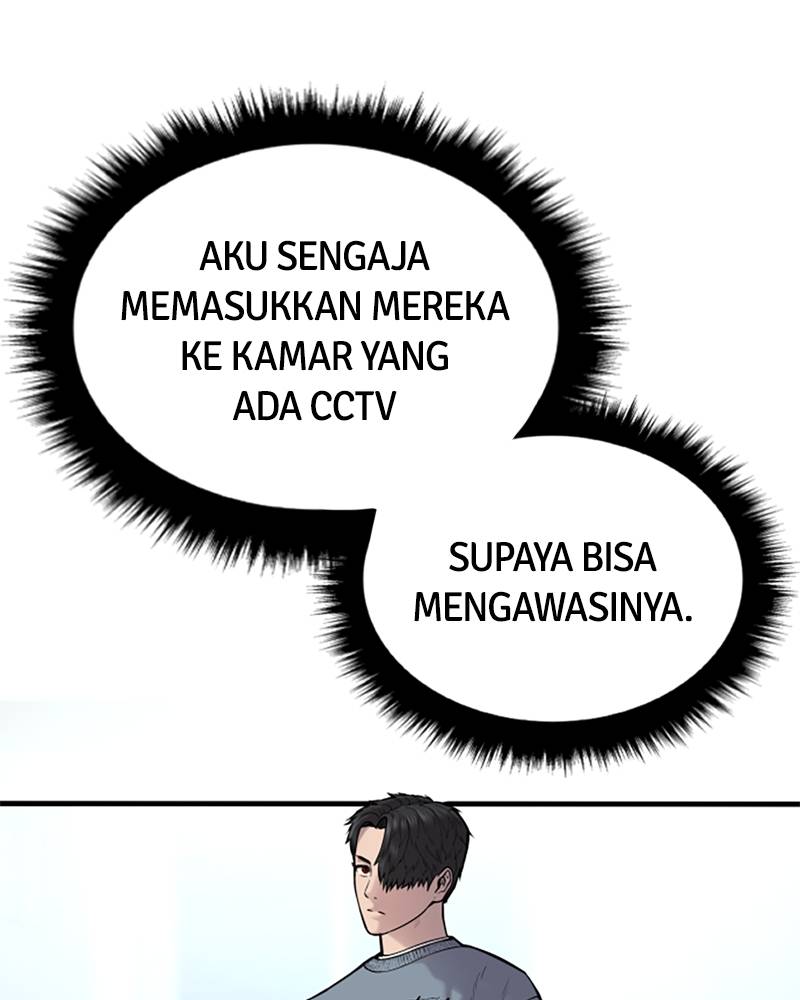 AKU SENGAJA
MEMASUKKAN MEREKA
KE KAMAR YANG
ADA CCTV
SUPAYA BISA
MENGAWASINYA.